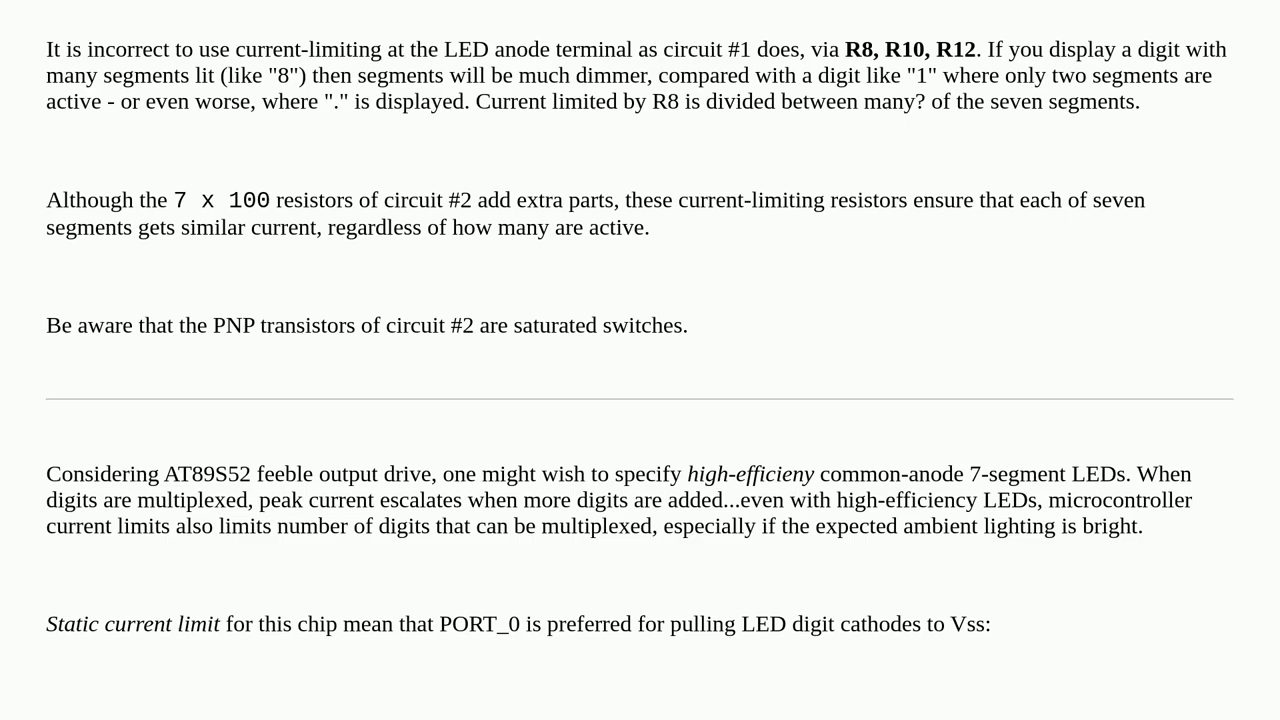 It is incorrect to use current-limiting at the LED anode terminal as circuit #1 does, via R8, R10, R12. If you display a digit with
many segments lit (like "8") then segments will be much dimmer, compared with a digit like "1" where only two segments are
active - or even worse, where "." is displayed. Current limited by R8 is divided between many? of the seven segments.
Although the 7 x 100 resistors of circuit #2 add extra parts, these current-limiting resistors ensure that each of seven
segments gets similar current, regardless of how many are active.
Be aware that the PNP transistors of circuit #2 are saturated switches.
Considering AT89S52 feeble output drive, one might wish to specify high-efficieny common-anode 7-segment LEDs. When
digits are multiplexed, peak current escalates when more digits are added...even with high-efficiency LEDs, microcontroller
current limits also limits number of digits that can be multiplexed, especially if the expected ambient lighting is bright.
Static current limit for this chip mean that PORT_0 is preferred for pulling LED digit cathodes to Vss: